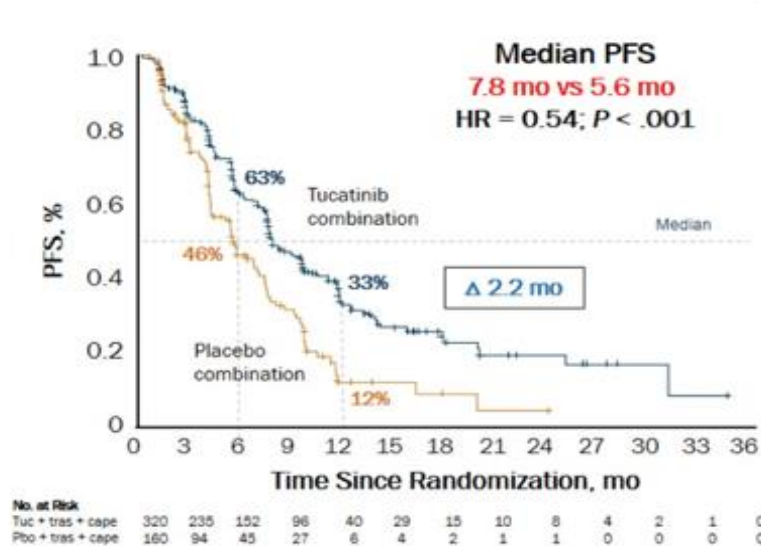 Median PFS
7.8 mo vs 5.6 mo
HR = 0.54; P < .001
PFS, %
1.0
0.8
0.6
0.4
0.2
0
63%
Tucatinib
combination
Median
46%
33%
Δ 2.2 mo
Placebo
combination
12%
0 3 6 9 12 15 18 21 24 27 30 33 36
Time Since Randomization, mo
No. at Risk
Tuc + tras + cape 320 235 152 96 40 29 15 10 8 4 2 1 0
Pbo + tras + cape 160 94 45 27 6 4 2 1 1 0 0 0 0